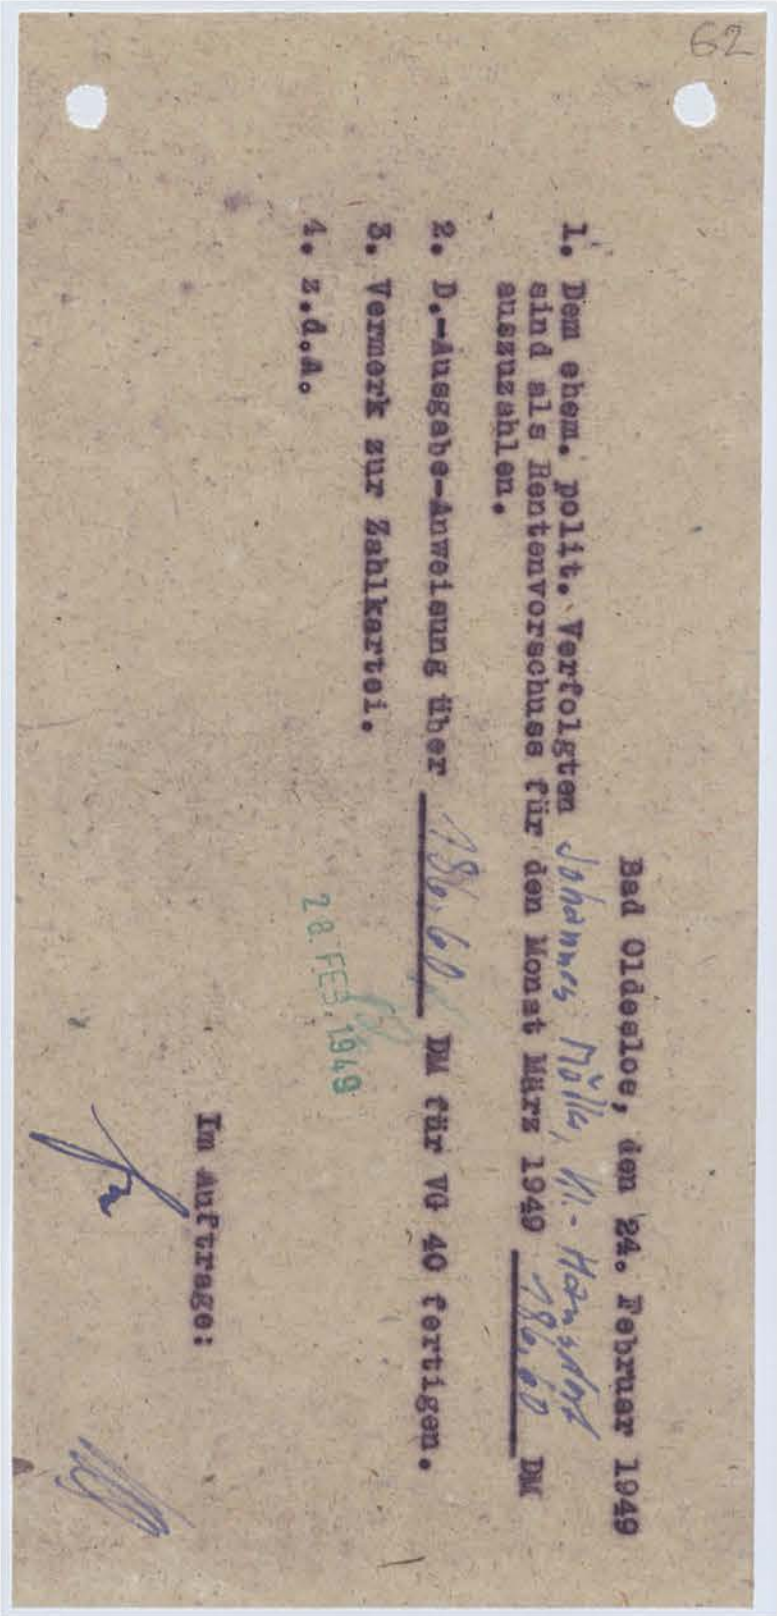 62
Bad Oldesloe, den 24. Februar 1949
1. Dem ehem. polit. Verfolgten Johannes Möller, Kl.-Hansdorf
sind als Rentenvorschuss für den Monat März 1949 186,60 DM
auszuzahlen.
2. D.-Ausgabe-Anweisung über 186,60 DM für VG 40 fertigen.
3. Vermerk zur Zahlkartei.
28. FEB. 1949
4. z.d.A.
Im Auftrage: